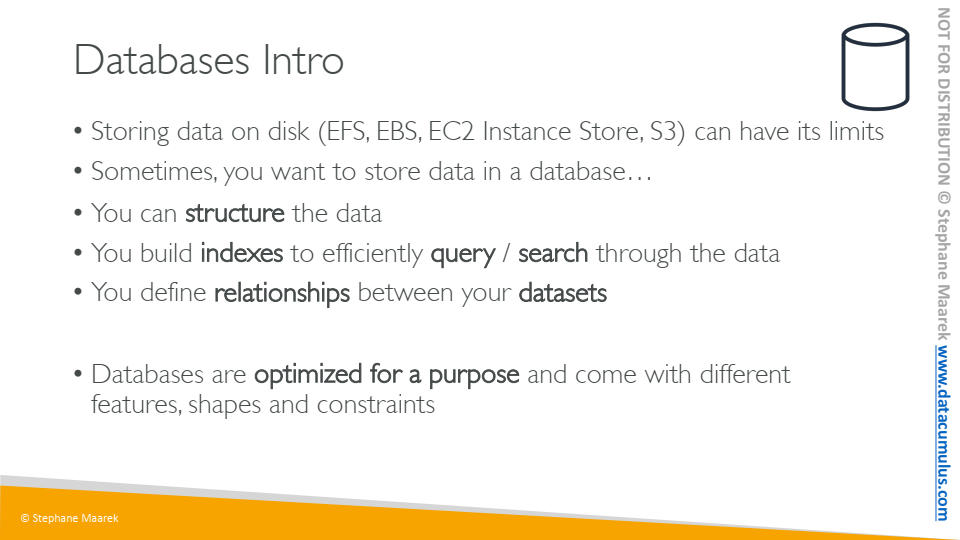 Databases Intro
• Storing data on disk (EFS, EBS, EC2 Instance Store, S3) can have its limits
• Sometimes, you want to store data in a database…
• You can structure the data
• You build indexes to efficiently query / search through the data
• You define relationships between your datasets
• Databases are optimized for a purpose and come with different
features, shapes and constraints
© Stephane Maarek
NOT FOR DISTRIBUTION © Stephane Maarek www.datacumulus.com